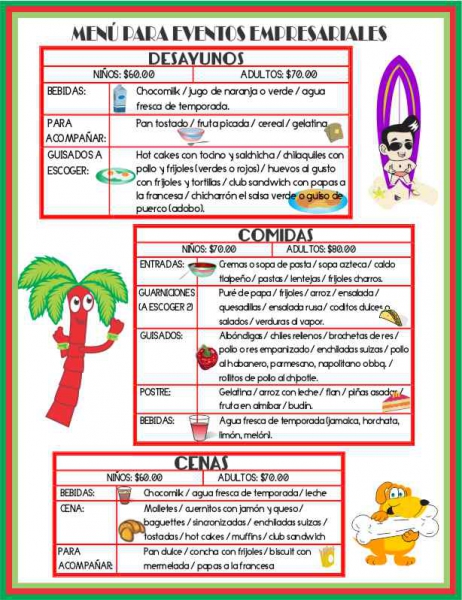 MENÚ PARA EVENTOS EMPRESARIALES
DESAYUNOS
NIÑOS: $60.00 ADULTOS: $70.00
BEBIDAS: Chocomilk / jugo de naranja o verde / agua
fresca de temporada.
PARA
ACOMPAÑAR:
Pan tostado / fruta picada / cereal / gelatina
GUISADOS A
ESCOGER:
Hot cakes con tocino y salchicha / chilaquiles con
pollo y frijoles (verdes o rojos) / huevos al gusto
con frijoles y tortillas / club sandwich con papas a
la francesa / chicharrón el salsa verde o guiso de
puerco (adobo).
COMIDAS
NIÑOS: $70.00 ADULTOS: $80.00
ENTRADAS: Cremas o sopa de pasta / sopa azteca / caldo
tlalpeño / pastas / lentejas / frijoles charros.
GUARNICIONES
(A ESCOGER 2)
Puré de papa / frijoles / arroz / ensalada /
quesadillas / ensalada rusa / coditos dulces o
salados / verduras al vapor.
GUISADOS: Abóndigas / chiles rellenos / brochetas de res /
pollo o res empanizado / enchiladas suizas / pollo
al habanero, parmesano, napolitano obbq, /
rollitos de pollo al chipotle.
POSTRE: Gelatina / arroz con leche / flan / piñas asadas /
fruta en almíbar / budín.
BEBIDAS: Agua fresca de temporada (jamaica, horchata,
limón, melón).
CENAS
NIÑOS: $60.00 ADULTOS: $70.00
BEBIDAS: Chocomilk / agua fresca de temporada / leche
CENA: Molletes / cuernitos con jamón y queso /
baguettes / sincronizadas / enchiladas suizas /
tostadas / hot cakes / muffins / club sandwich
PARA
ACOMPAÑAR:
Pan dulce / concha con frijoles / biscuit con
mermelada / papas a la francesa